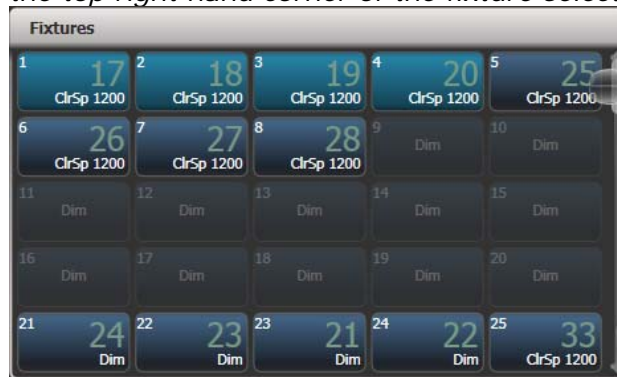 the top right hand corner of the fixture select
Fixtures
1 17 2 18 3 19 4 20 5 25
ClrSp 1200 ClrSp 1200 ClrSp 1200 ClrSp 1200 ClrSp 1200
6 26 7 27 8 28 9 Dim 10 Dim
ClrSp 1200 ClrSp 1200 ClrSp 1200
11 12 13 14 15
Dim Dim Dim Dim Dim
16 17 18 19 20
Dim Dim Dim Dim Dim
21 24 22 23 23 21 24 22 25 33
Dim Dim Dim Dim ClrSp 1200